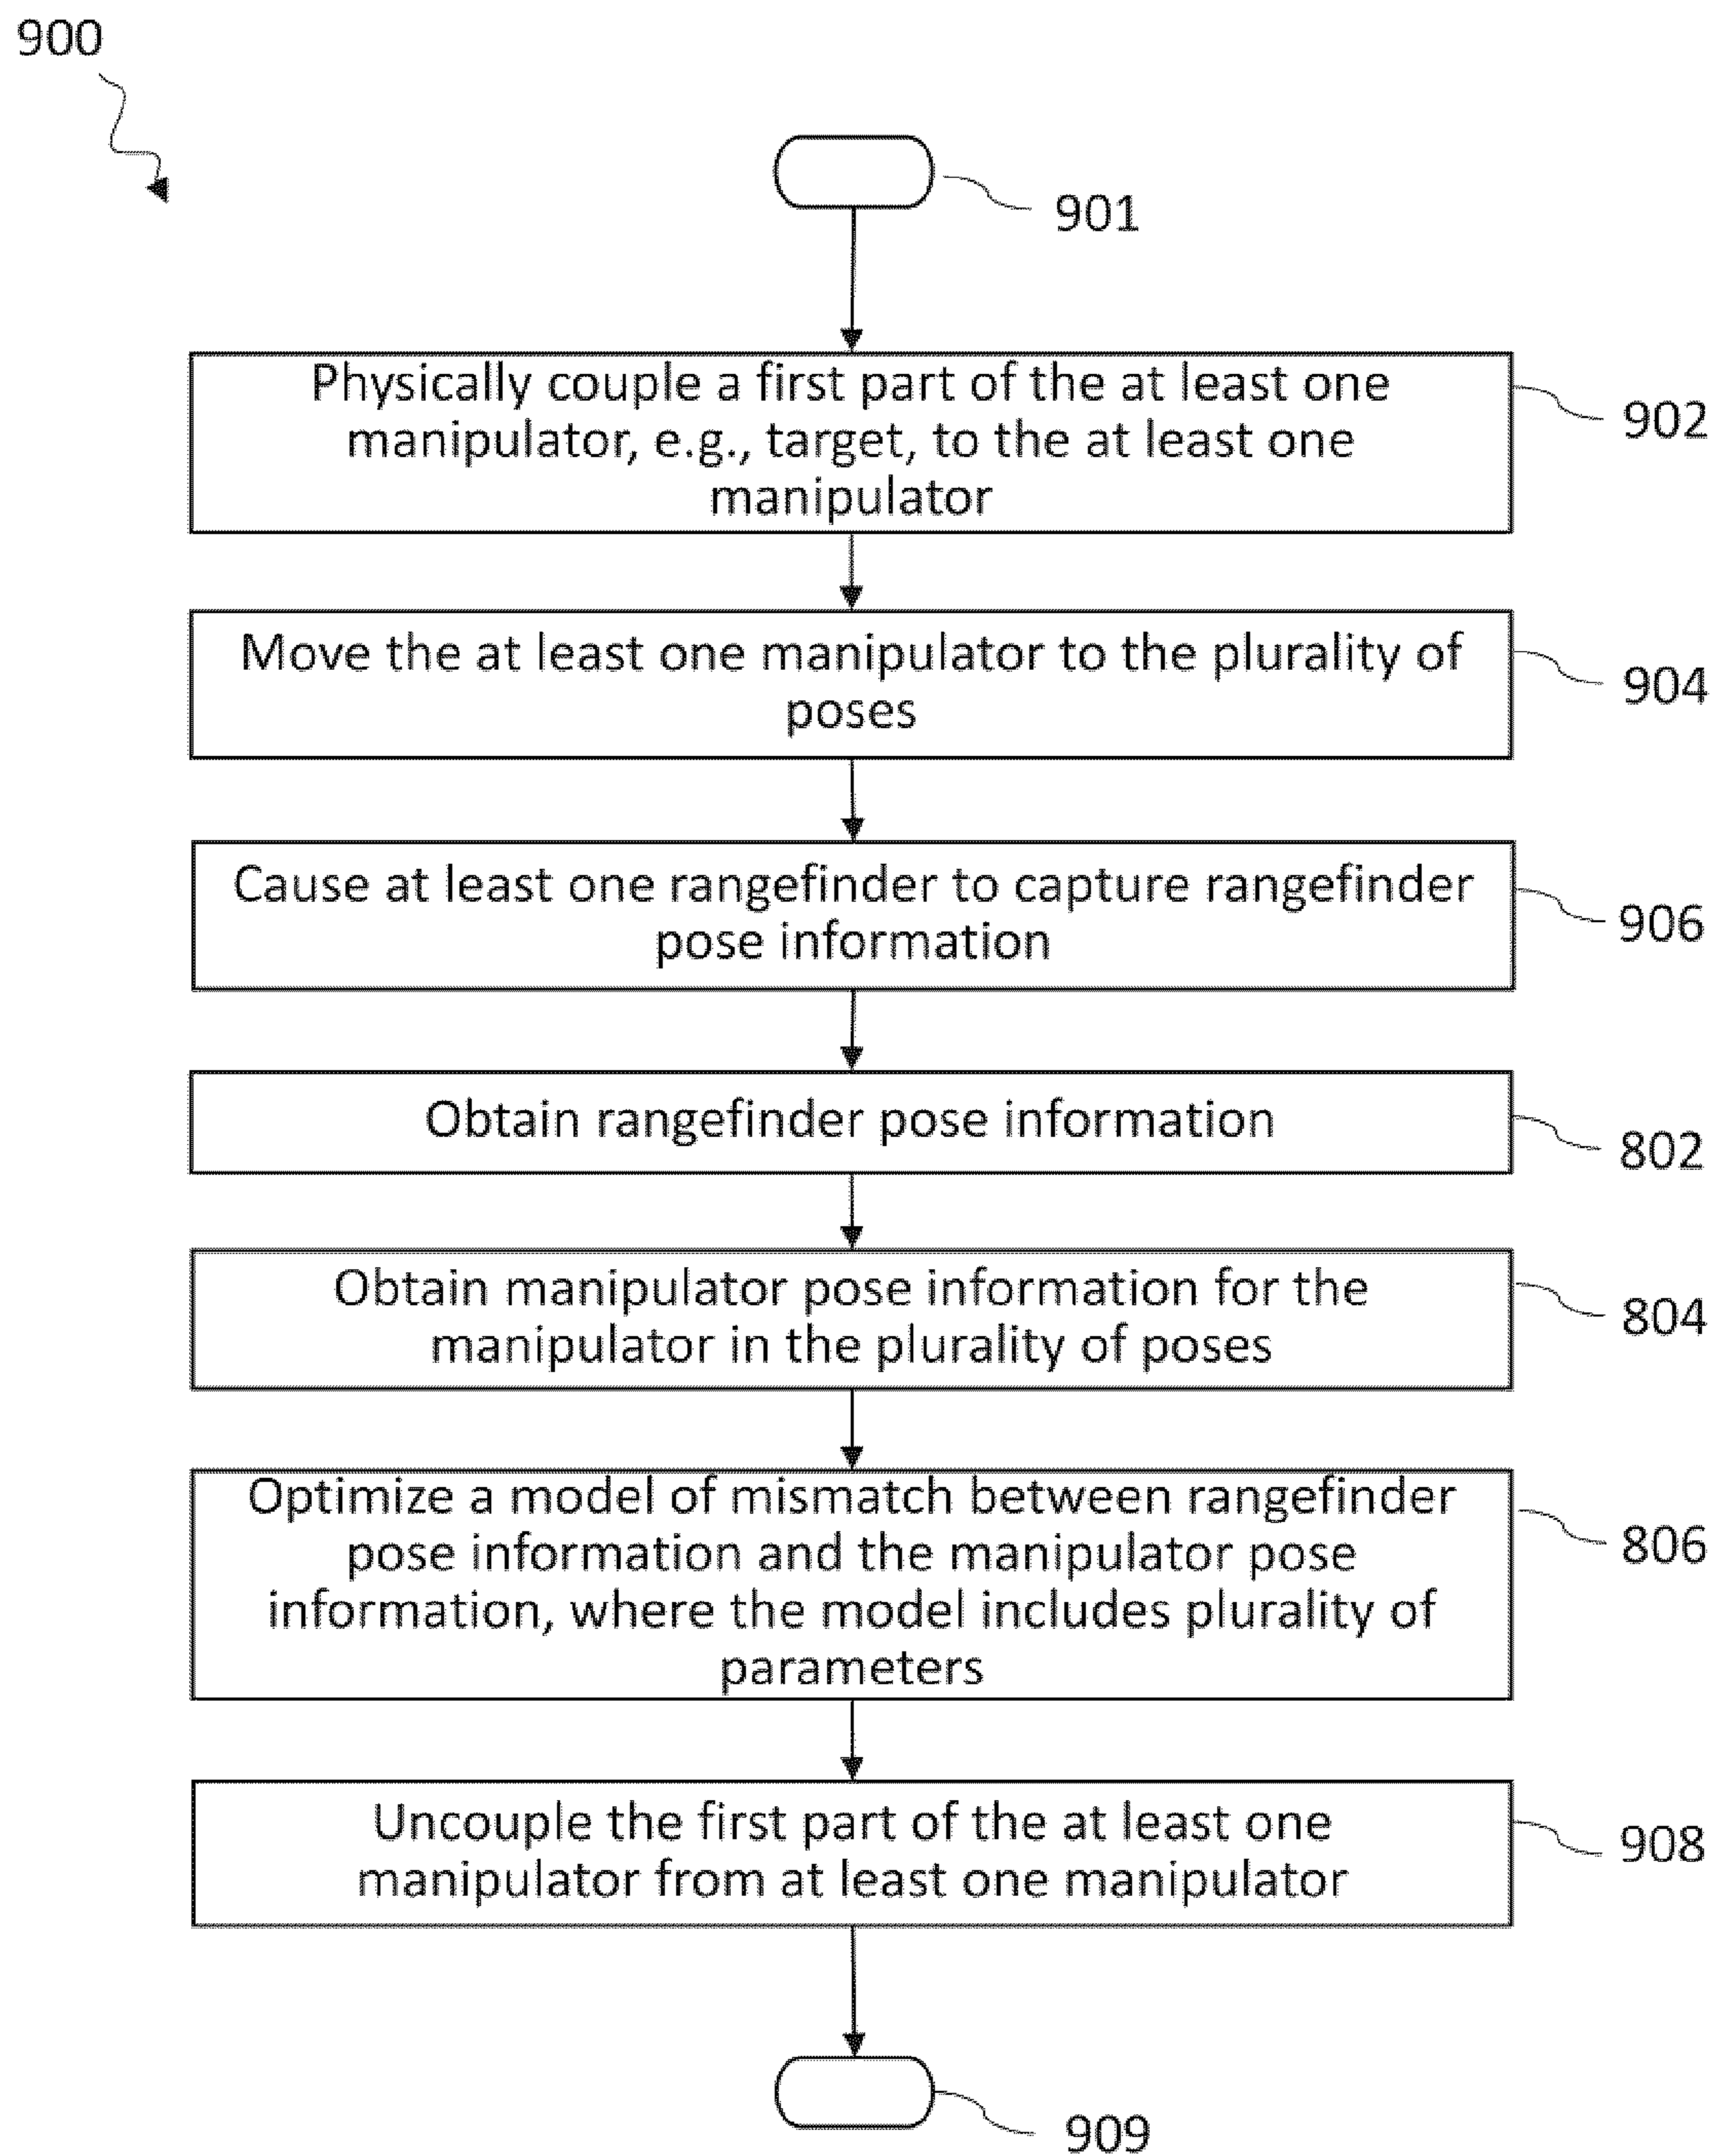 900
901
Physically couple a first part of the at least one
manipulator, e.g., target, to the at least one
manipulator
902
Move the at least one manipulator to the plurality of
poses
904
Cause at least one rangefinder to capture rangefinder
pose information
906
Obtain rangefinder pose information
802
Obtain manipulator pose information for the
manipulator in the plurality of poses
804
Optimize a model of mismatch between rangefinder
pose information and the manipulator pose
information, where the model includes plurality of
parameters
806
Uncouple the first part of the at least one
manipulator from at least one manipulator
908
909